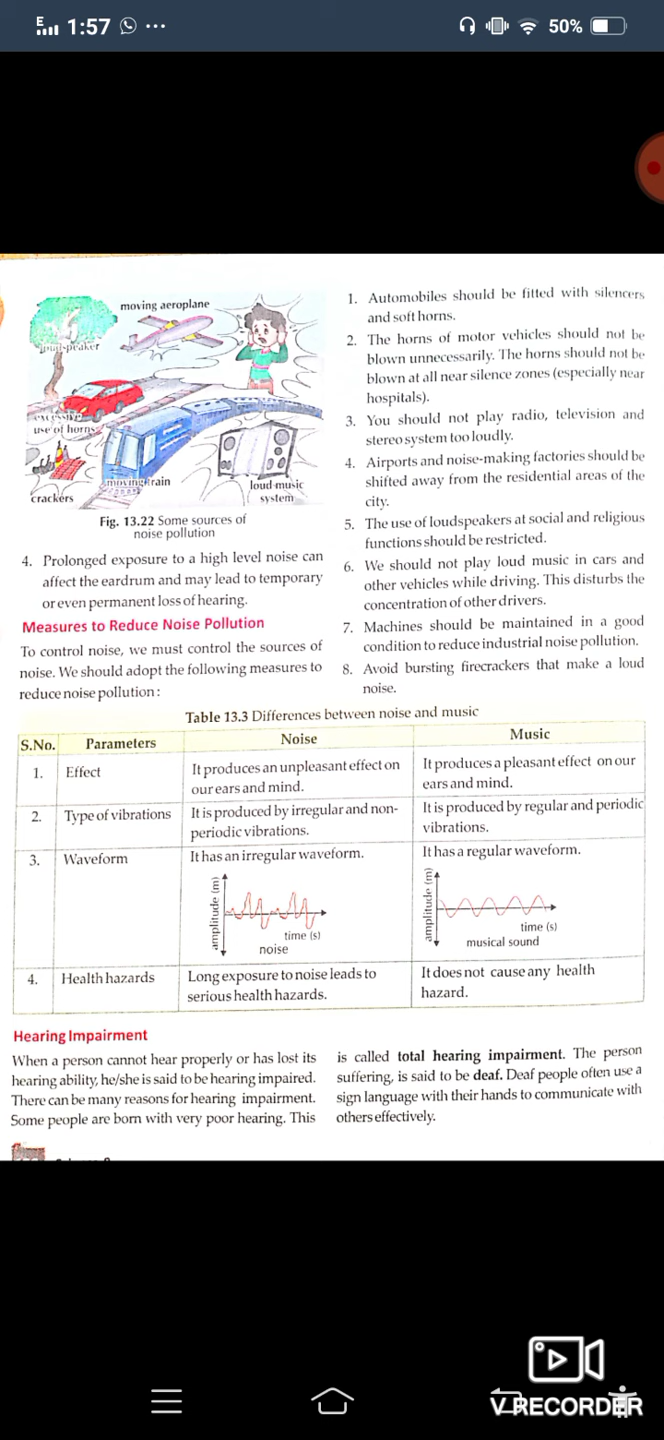 E
1:57
50%
moving aeroplane
loud-speaker
excessive
use of horns
crackers
moving train
loud music
system
Fig. 13.22 Some sources of
noise pollution
4. Prolonged exposure to a high level noise can
affect the eardrum and may lead to temporary
or even permanent loss of hearing.
Measures to Reduce Noise Pollution
To control noise, we must control the sources of
noise. We should adopt the following measures to
reduce noise pollution:
1. Automobiles should be fitted with silencers
and soft horns.
2. The horns of motor vehicles should not be
blown unnecessarily. The horns should not be
blown at all near silence zones (especially near
hospitals).
3. You should not play radio, television and
stereo system too loudly.
4. Airports and noise-making factories should be
shifted away from the residential areas of the
city.
5. The use of loudspeakers at social and religious
functions should be restricted.
6. We should not play loud music in cars and
other vehicles while driving. This disturbs the
concentration of other drivers.
7. Machines should be maintained in a good
condition to reduce industrial noise pollution.
8. Avoid bursting firecrackers that make a loud
noise.
Table 13.3 Differences between noise and music
S.No. Parameters Noise Music
1. Effect It produces an unpleasant effect on It produces a pleasant effect on our
our ears and mind. ears and mind.
2. Type of vibrations It is produced by irregular and non- It is produced by regular and periodic
periodic vibrations. vibrations.
3. Waveform It has an irregular waveform. It has a regular waveform.
amplitude (m) amplitude (m)
time (s) time (s)
noise musical sound
4. Health hazards Long exposure to noise leads to It does not cause any health
serious health hazards. hazard.
Hearing Impairment
When a person cannot hear properly or has lost its
hearing ability, he/she is said to be hearing impaired.
There can be many reasons for hearing impairment.
Some people are born with very poor hearing. This
is called total hearing impairment. The person
suffering, is said to be deaf. Deaf people often use a
sign language with their hands to communicate with
others effectively.
V RECORDER